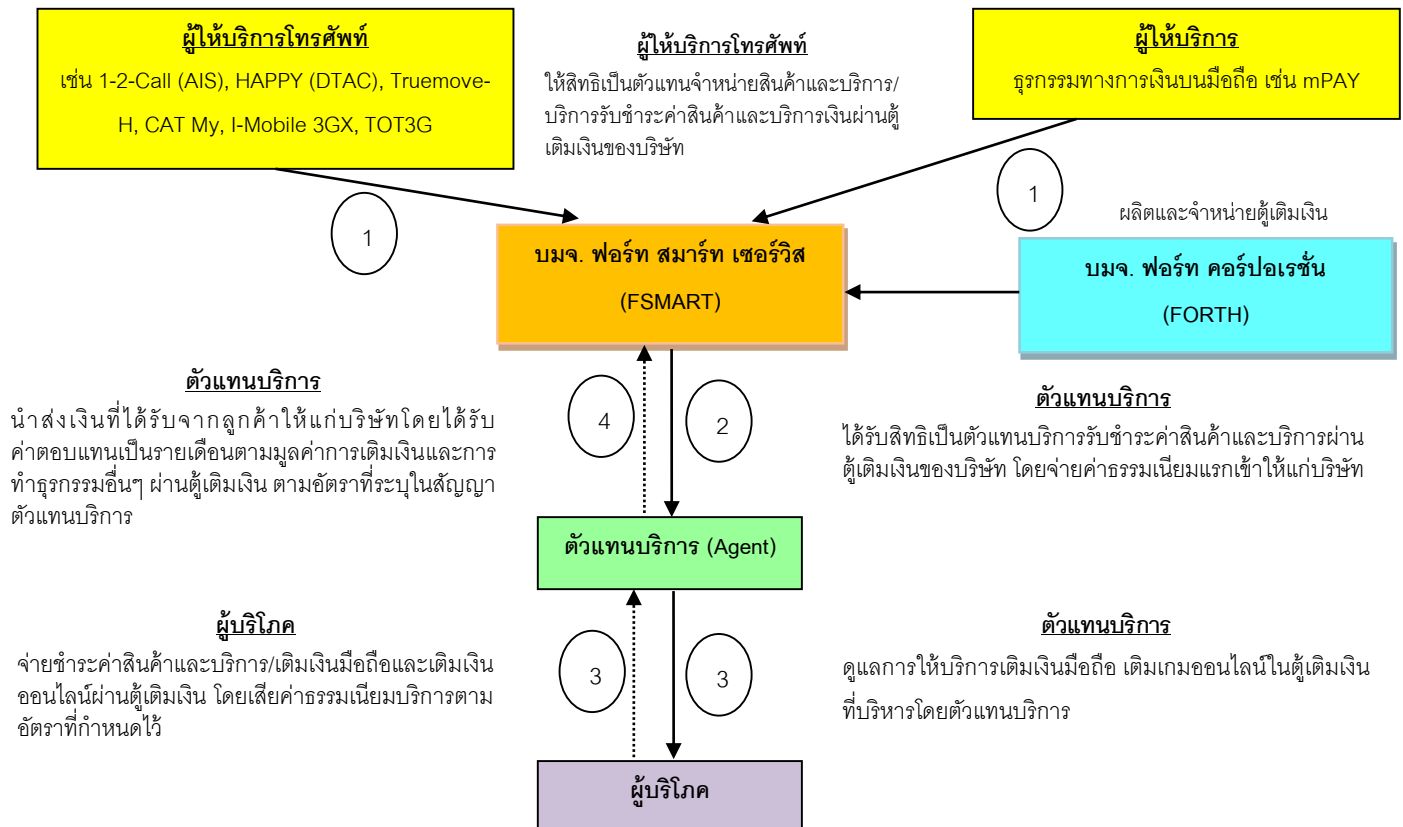 ผู้ให้บริการโทรศัพท์
เช่น 1-2-Call (AIS), HAPPY (DTAC), Truemove-
H, CAT My, I-Mobile 3GX, TOT3G
ผู้ให้บริการโทรศัพท์
ให้สิทธิเป็นตัวแทนจำหน่ายสินค้าและบริการ/
บริการรับชำระค่าสินค้าและบริการเงินผ่านตู้
เติมเงินของบริษัท
ผู้ให้บริการ
ธุรกรรมทางการเงินบนมือถือ เช่น mPAY
1
1
ผลิตและจำหน่ายตู้เติมเงิน
บมจ. ฟอร์ท สมาร์ท เซอร์วิส
(FSMART)
บมจ. ฟอร์ท คอร์ปอเรชั่น
(FORTH)
ตัวแทนบริการ
นำส่งเงินที่ได้รับจากลูกค้าให้แก่บริษัทโดยได้รับ
ค่าตอบแทนเป็นรายเดือนตามมูลค่าการเติมเงินและการ
ทำธุรกรรมอื่นๆ ผ่านตู้เติมเงิน ตามอัตราที่ระบุในสัญญา
ตัวแทนบริการ
4
2
ตัวแทนบริการ
ได้รับสิทธิเป็นตัวแทนบริการรับชำระค่าสินค้าและบริการผ่าน
ตู้เติมเงินของบริษัท โดยจ่ายค่าธรรมเนียมแรกเข้าให้แก่บริษัท
ตัวแทนบริการ (Agent)
ผู้บริโภค
จ่ายชำระค่าสินค้าและบริการ/เติมเงินมือถือและเติมเงิน
ออนไลน์ผ่านตู้เติมเงิน โดยเสียค่าธรรมเนียมบริการตาม
อัตราที่กำหนดไว้
3
3
ตัวแทนบริการ
ดูแลการให้บริการเติมเงินมือถือ เติมเกมออนไลน์ในตู้เติมเงิน
ที่บริหารโดยตัวแทนบริการ
ผู้บริโภค